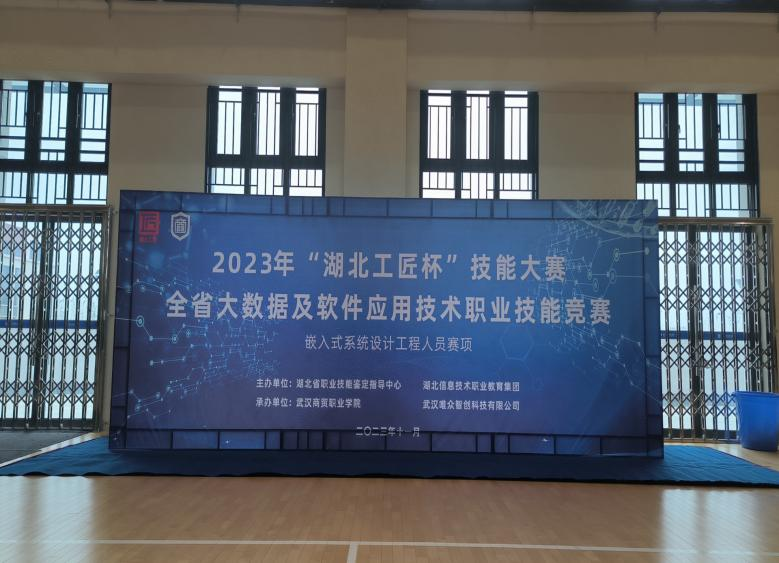 匠
2023年“湖北工匠杯”技能大赛
全省大数据及软件应用技术职业技能竞赛
嵌入式系统设计工程人员赛项
主办单位：湖北省职业技能鉴定指导中心 湖北信息技术职业教育集团
承办单位：武汉商贸职业学院 武汉唯众智创科技有限公司
二〇二三年十一月